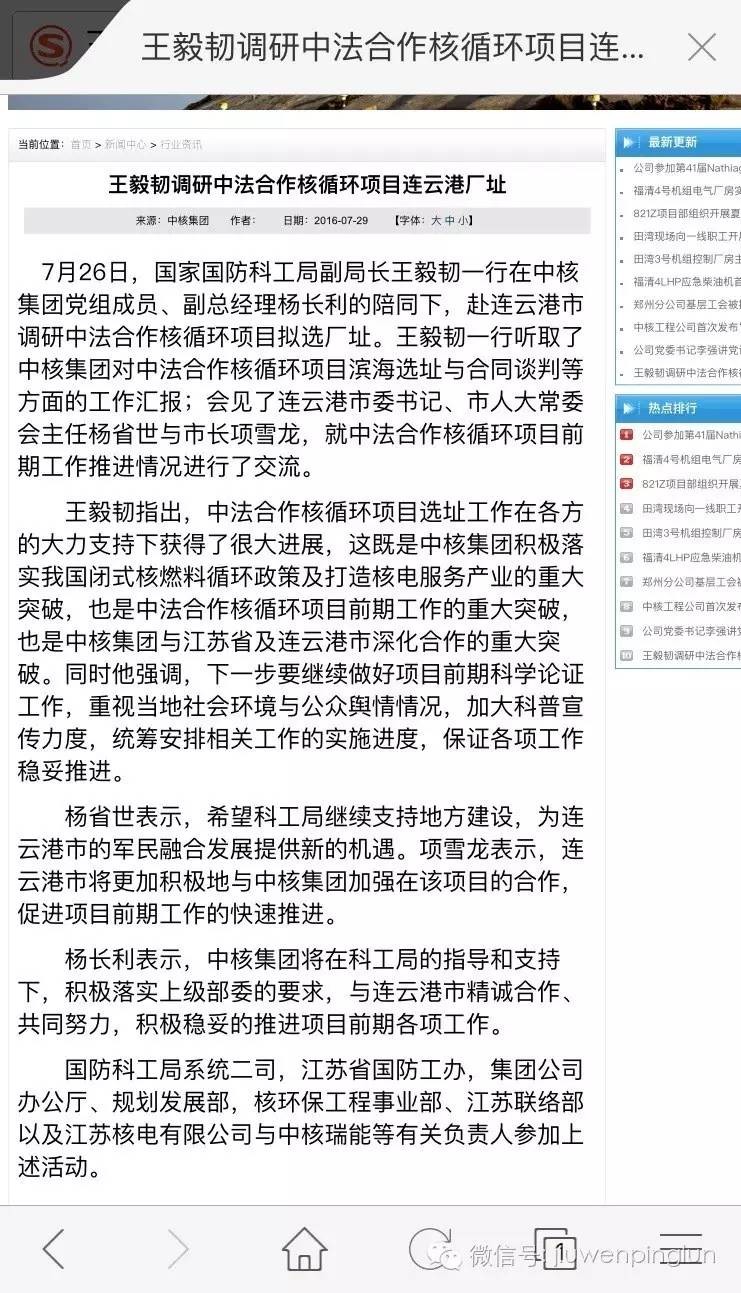 王毅韧调研中法合作核循环项目连...
当前位置：首页 > 新闻中心 > 行业资讯
王毅韧调研中法合作核循环项目连云港厂址
来源：中核集团 作者： 日期：2016-07-29 【字体：大 中 小】
7月26日，国家国防科工局副局长王毅韧一行在中核
集团党组成员、副总经理杨长利的陪同下，赴连云港市
调研中法合作核循环项目拟选厂址。王毅韧一行听取了
中核集团对中法合作核循环项目滨海选址与合同谈判等
方面的工作汇报；会见了连云港市委书记、市人大常委
会主任杨省世与市长项雪龙，就中法合作核循环项目前
期工作推进情况进行了交流。
王毅韧指出，中法合作核循环项目选址工作在各方
的大力支持下获得了很大进展，这既是中核集团积极落
实我国闭式核燃料循环政策及打造核电服务产业的重大
突破，也是中法合作核循环项目前期工作的重大突破，
也是中核集团与江苏省及连云港市深化合作的重大突
破。同时他强调，下一步要继续做好项目前期科学论证
工作，重视当地社会环境与公众舆情情况，加大科普宣
传力度，统筹安排相关工作的实施进度，保证各项工作
稳妥推进。
杨省世表示，希望科工局继续支持地方建设，为连
云港市的军民融合发展提供新的机遇。项雪龙表示，连
云港市将更加积极地与中核集团加强在该项目的合作，
促进项目前期工作的快速推进。
杨长利表示，中核集团将在科工局的指导和支持
下，积极落实上级部委的要求，与连云港市精诚合作、
共同努力，积极稳妥的推进项目前期各项工作。
国防科工局系统二司，江苏省国防工办，集团公司
办公厅、规划发展部，核环保工程事业部、江苏联络部
以及江苏核电有限公司与中核瑞能等有关负责人参加上
述活动。
最新更新
公司参加第41届Nathiag
福清4号机组电气厂房实
821Z项目部组织开展夏
田湾现场向一线职工开
田湾3号机组控制厂房主
福清4LHP应急柴油机首
郑州分公司基层工会被
中核工程公司首次发布
公司党委书记李强讲党
王毅韧调研中法合作核
热点排行
1 公司参加第41届Nathi
2 福清4号机组电气厂房
3 821Z项目部组织开展
4 田湾现场向一线职工开
5 田湾3号机组控制厂房
6 福清4LHP应急柴油机
7 郑州分公司基层工会
8 中核工程公司首次发
9 公司党委书记李强讲
10 王毅韧调研中法合作
1
微信号: jiuwenpinglun